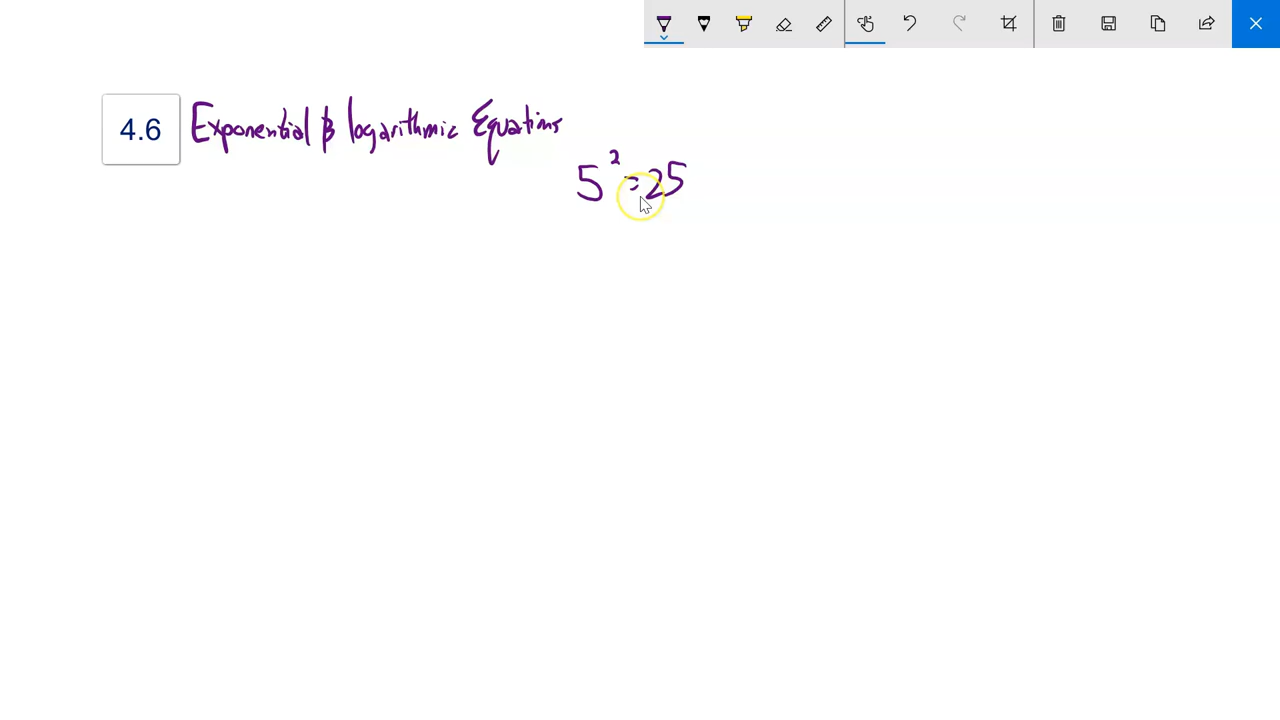 4.6 Exponential & logarithmic Equations
5² = 25